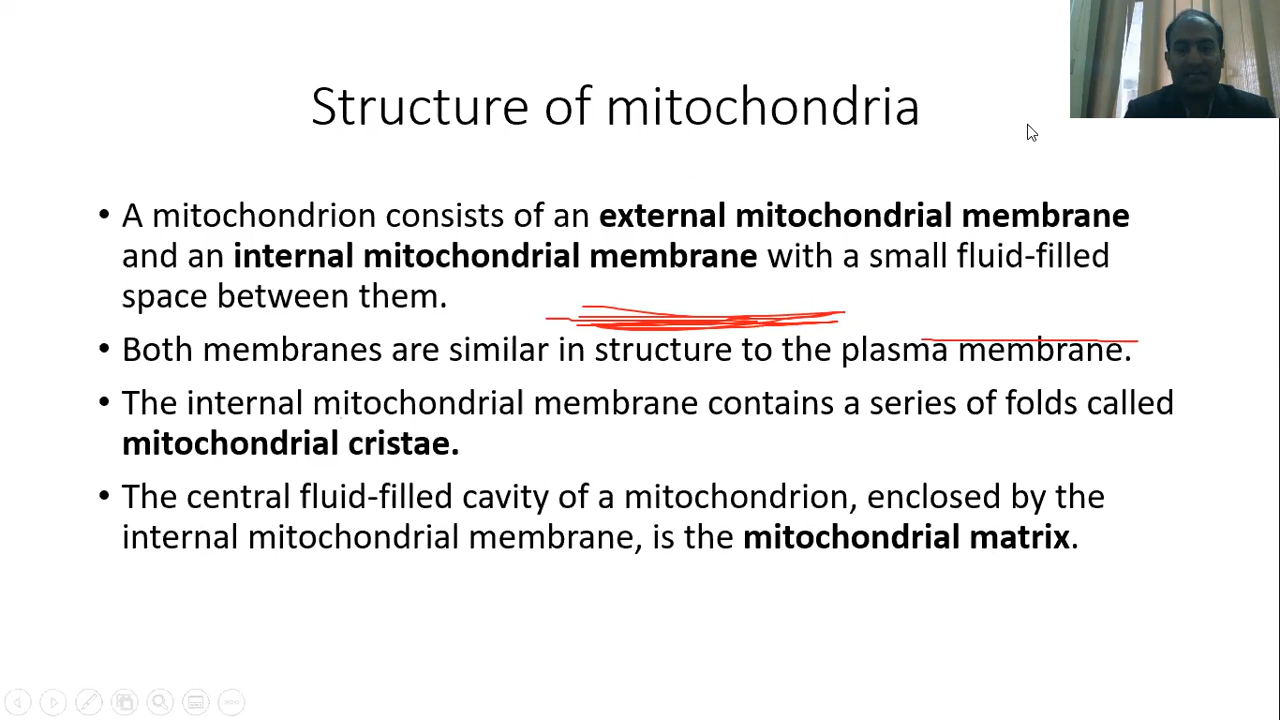 Structure of mitochondria
• A mitochondrion consists of an external mitochondrial membrane
and an internal mitochondrial membrane with a small fluid-filled
space between them.
• Both membranes are similar in structure to the plasma membrane.
• The internal mitochondrial membrane contains a series of folds called
mitochondrial cristae.
• The central fluid-filled cavity of a mitochondrion, enclosed by the
internal mitochondrial membrane, is the mitochondrial matrix.